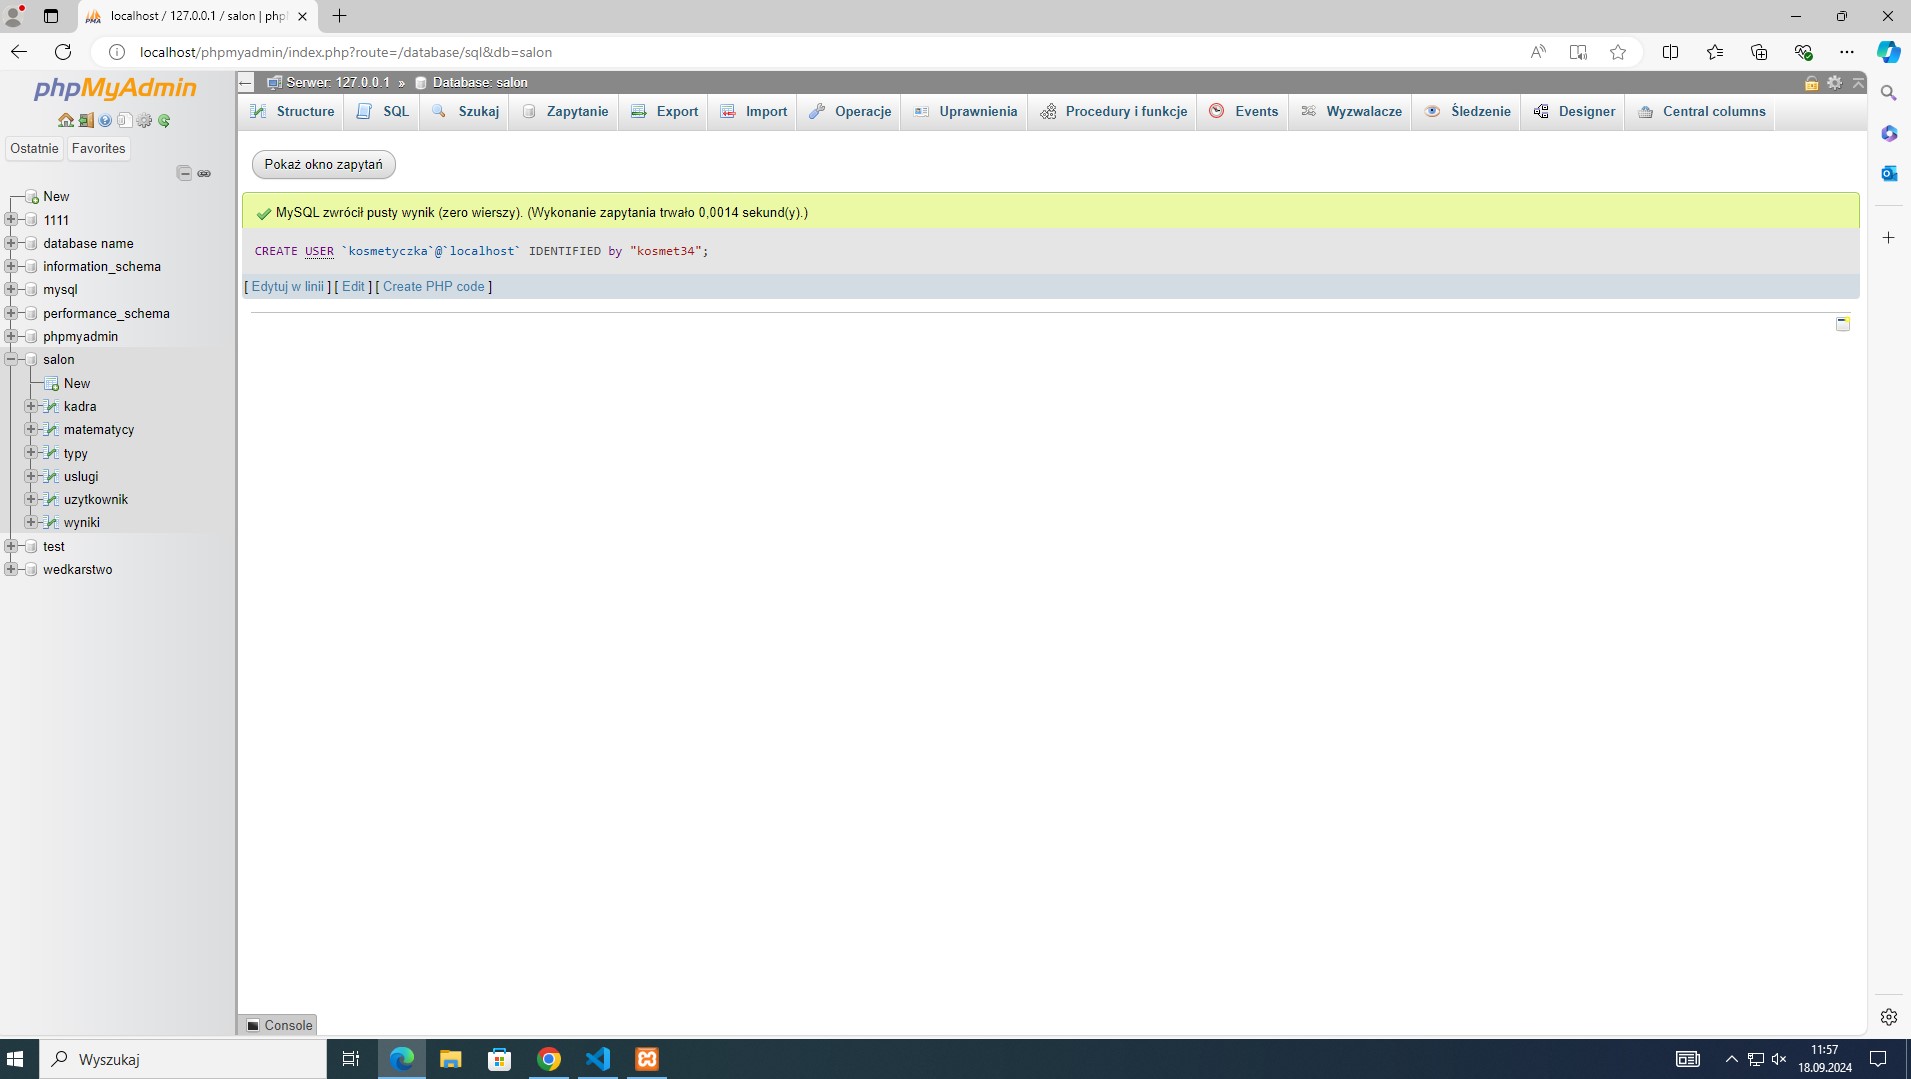 localhost / 127.0.0.1 / salon | php
localhost/phpmyadmin/index.php?route=/database/sql&db=salon
phpMyAdmin
Ostatnie Favorites
New
1111
database name
information_schema
mysql
performance_schema
phpmyadmin
salon
New
kadra
matematycy
typy
uslugi
uzytkownik
wyniki
test
wedkarstwo
Serwer: 127.0.0.1 » Database: salon
Structure SQL Szukaj Zapytanie Export Import Operacje Uprawnienia Procedury i funkcje Events Wyzwalacze Śledzenie Designer Central columns
Pokaż okno zapytań
MySQL zwrócił pusty wynik (zero wierszy). (Wykonanie zapytania trwało 0,0014 sekund(y).)
CREATE USER `kosmetyczka`@`localhost` IDENTIFIED by "kosmet34";
[ Edytuj w linii ] [ Edit ] [ Create PHP code ]
Console
Wyszukaj
11:57
18.09.2024